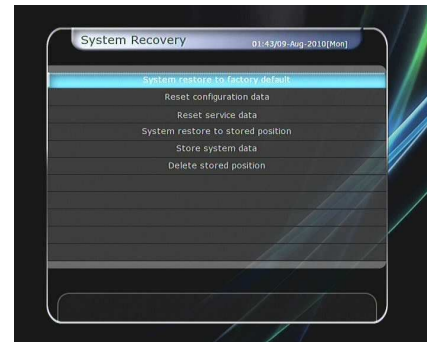 System Recovery
01:43/09-Aug-2010[Mon]
System restore to factory default
Reset configuration data
Reset service data
System restore to stored position
Store system data
Delete stored position